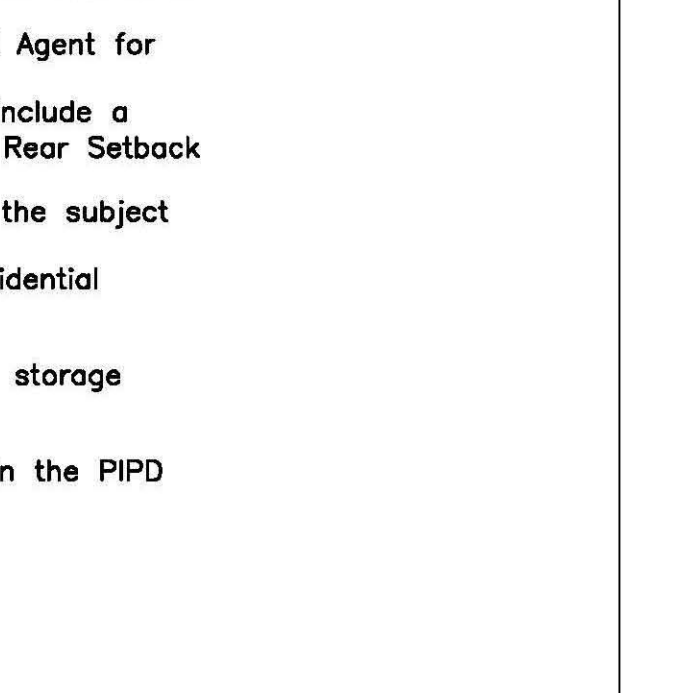 Agent for
nclude a
Rear Setback
the subject
idential
storage
n the PIPD